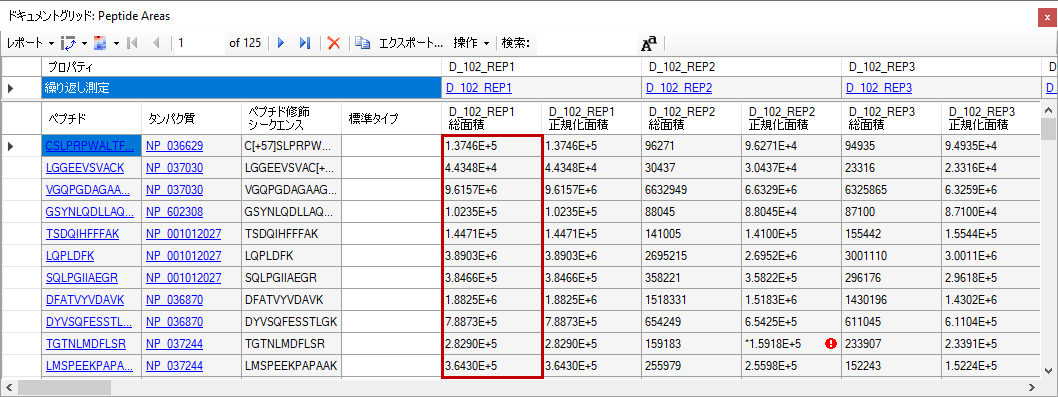 ドキュメントグリッド: Peptide Areas
レポート 1 of 125 エクスポート... 操作 検索: Aa
プロパティ D_102_REP1 D_102_REP2 D_102_REP3 D
繰り返し測定 D_102_REP1 D_102_REP2 D_102_REP3 D
ペプチド タンパク質 ペプチド修飾 シークエンス 標準タイプ D_102_REP1 総面積 D_102_REP1 正規化面積 D_102_REP2 総面積 D_102_REP2 正規化面積 D_102_REP3 総面積 D_102_REP3 正規化面積
CSLPRPWALTF... NP_036629 C[+57]SLPRPW... 1.3746E+5 1.3746E+5 96271 9.6271E+4 94935 9.4935E+4
LGGEEVSVACK NP_037030 LGGEEVSVAC[+... 4.4348E+4 4.4348E+4 30437 3.0437E+4 23316 2.3316E+4
VGQPGDAGAA... NP_037030 VGQPGDAGAAG... 9.6157E+6 9.6157E+6 6632949 6.6329E+6 6325865 6.3259E+6
GSYNLQDLLAQ... NP_602308 GSYNLQDLLAQ... 1.0235E+5 1.0235E+5 88045 8.8045E+4 87100 8.7100E+4
TSDQIHFFFAK NP_001012027 TSDQIHFFFAK 1.4471E+5 1.4471E+5 141005 1.4100E+5 155442 1.5544E+5
LQPLDFK NP_001012027 LQPLDFK 3.8903E+6 3.8903E+6 2695215 2.6952E+6 3001110 3.0011E+6
SQLPGIIAEGR NP_001012027 SQLPGIIAEGR 3.8466E+5 3.8466E+5 358221 3.5822E+5 296176 2.9618E+5
DFATVYVDAVK NP_036870 DFATVYVDAVK 1.8825E+6 1.8825E+6 1518331 1.5183E+6 1430196 1.4302E+6
DYVSQFESSTL... NP_036870 DYVSQFESSTLGK 7.8873E+5 7.8873E+5 654249 6.5425E+5 611045 6.1104E+5
TGTNLMDFLSR NP_037244 TGTNLMDFLSR 2.8290E+5 2.8290E+5 159183 *1.5918E+5 233907 2.3391E+5
LMSPEEKPAPA... NP_037244 LMSPEEKPAPAA... 3.6430E+5 3.6430E+5 255979 2.5598E+5 152243 1.5224E+5